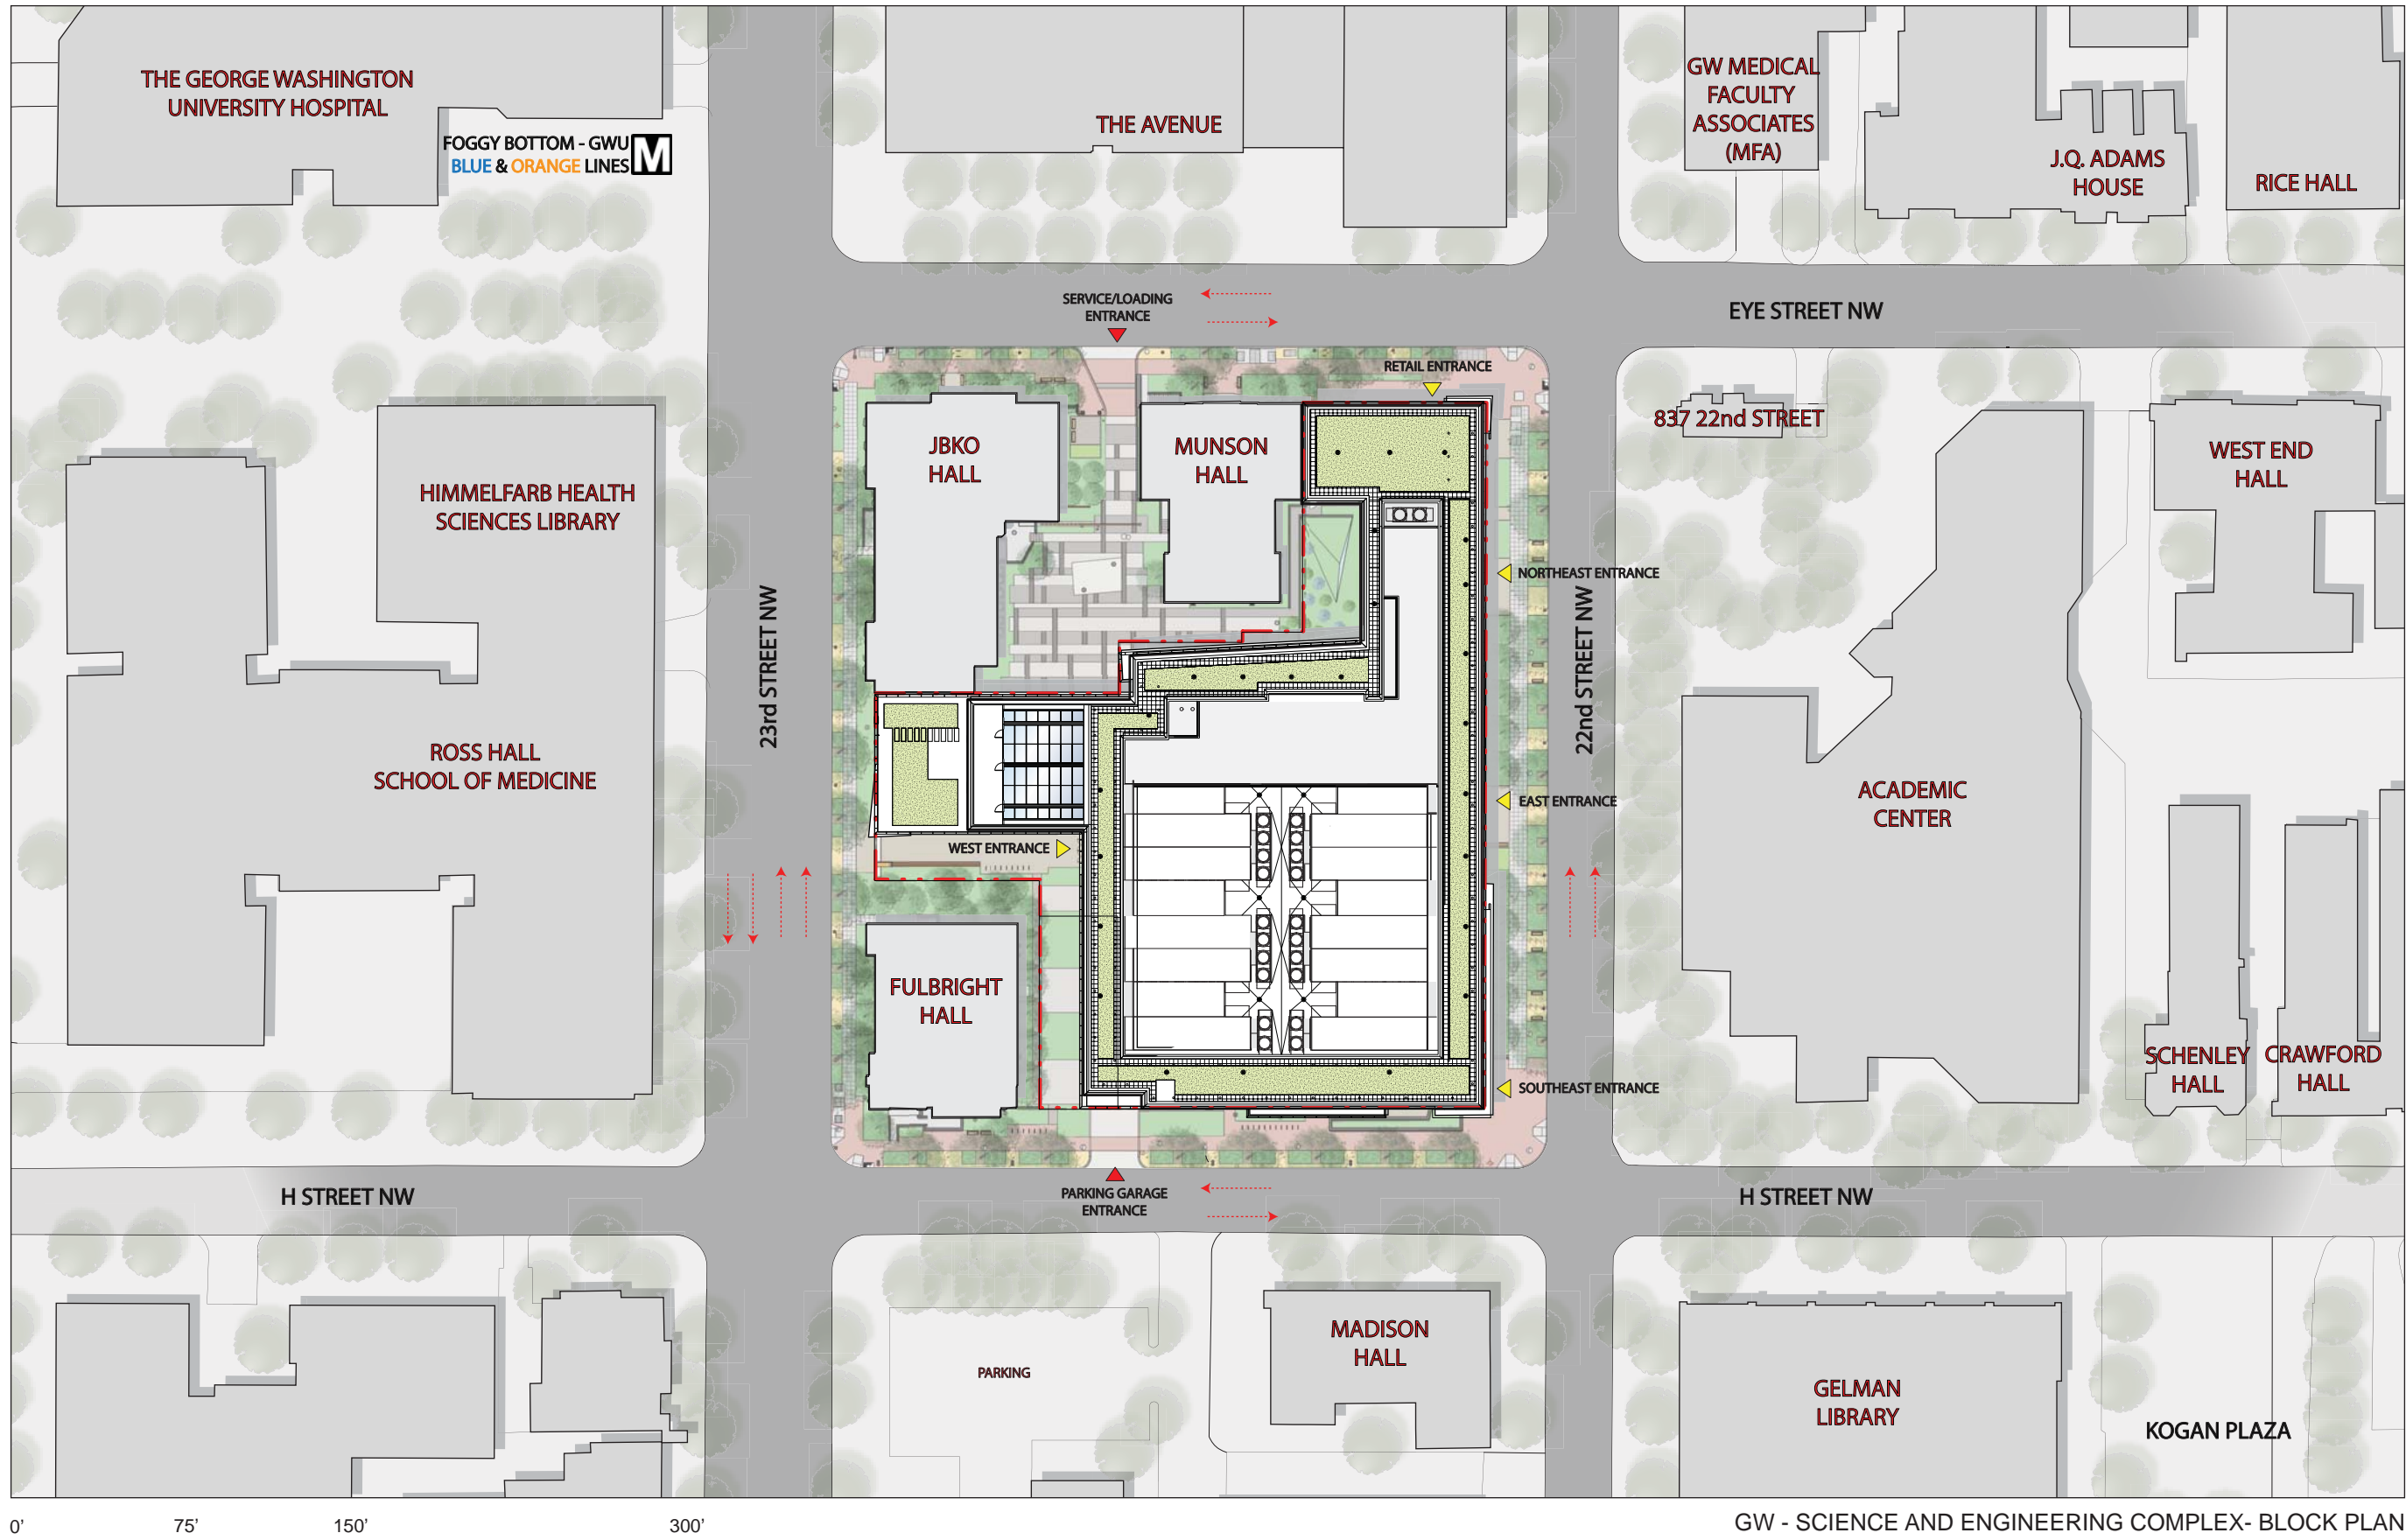 THE GEORGE WASHINGTON
UNIVERSITY HOSPITAL
FOGGY BOTTOM - GWU
BLUE & ORANGE LINES
M
THE AVENUE
GW MEDICAL
FACULTY
ASSOCIATES
(MFA)
J.Q. ADAMS
HOUSE
RICE HALL
SERVICE/LOADING
ENTRANCE
EYE STREET NW
RETAIL ENTRANCE
JBKO
HALL
MUNSON
HALL
837 22nd STREET
WEST END
HALL
HIMMELFARB HEALTH
SCIENCES LIBRARY
NORTHEAST ENTRANCE
23rd STREET NW
22nd STREET NW
ROSS HALL
SCHOOL OF MEDICINE
EAST ENTRANCE
ACADEMIC
CENTER
WEST ENTRANCE
FULBRIGHT
HALL
SOUTHEAST ENTRANCE
SCHENLEY
HALL
CRAWFORD
HALL
H STREET NW
PARKING GARAGE
ENTRANCE
H STREET NW
PARKING
MADISON
HALL
GELMAN
LIBRARY
KOGAN PLAZA
0'
75'
150'
300'
GW - SCIENCE AND ENGINEERING COMPLEX- BLOCK PLAN